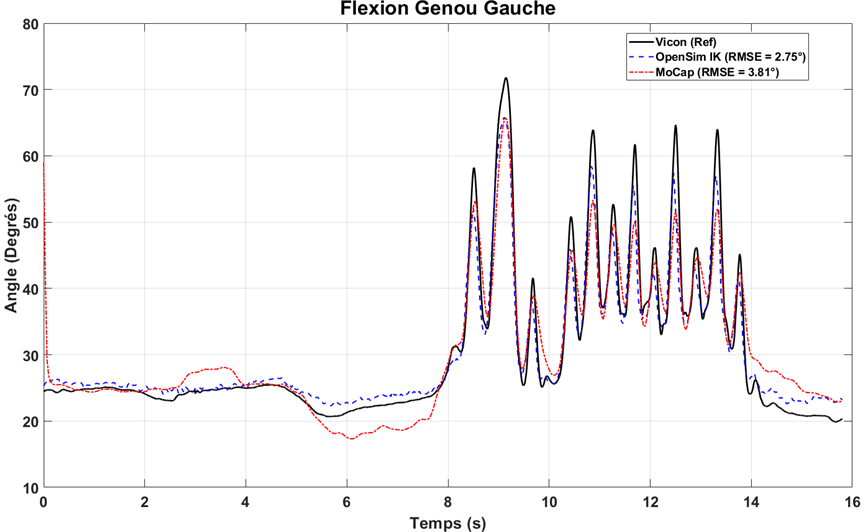 Flexion Genou Gauche
Vicon (Ref)
OpenSim IK (RMSE = 2.75°)
MoCap (RMSE = 3.81°)
Angle (Degrés)
80
70
60
50
40
30
20
10
0 2 4 6 8 10 12 14 16
Temps (s)